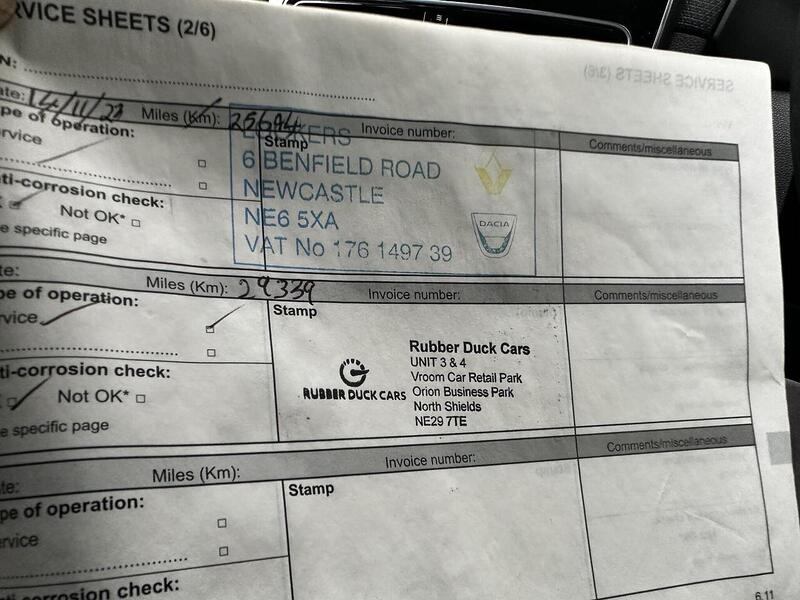 RVICE SHEETS (2/6)
SERVICE SHEETS (3/6)
N:
ate: 14/11/23 Miles (Km): 25694 Invoice number:
Comments/miscellaneous
pe of operation:
Stamp
ervice
KERS
6 BENFIELD ROAD
NEWCASTLE
NE6 5XA
VAT No 176 1497 39
DACIA
ti-corrosion check:
Not OK*
e specific page
te: Miles (Km): 29339 Invoice number:
Comments/miscellaneous
pe of operation:
Stamp
rvice
ti-corrosion check:
Not OK*
e specific page
RUBBER DUCK CARS
Rubber Duck Cars
UNIT 3 & 4
Vroom Car Retail Park
Orion Business Park
North Shields
NE29 7TE
te: Miles (Km): Invoice number:
Comments/miscellaneous
pe of operation:
Stamp
ervice
ti-corrosion check:
6.11